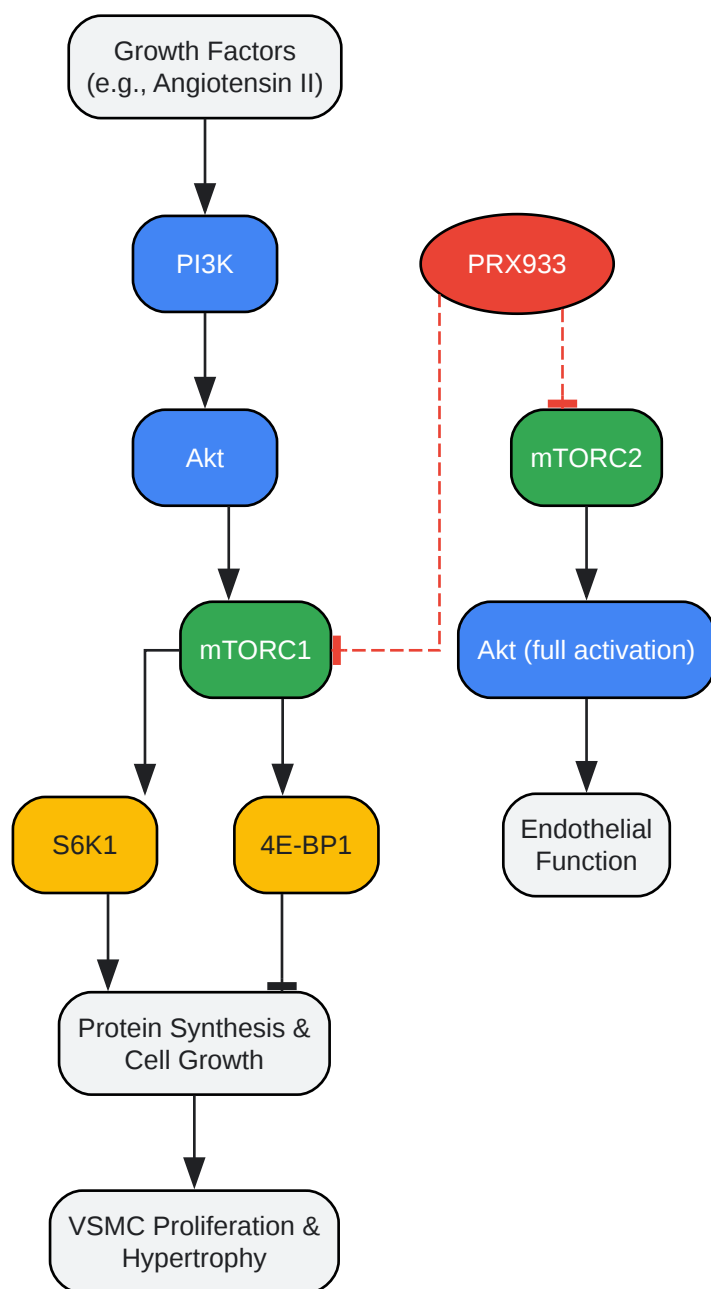 Growth Factors
(e.g., Angiotensin II)
PI3K
PRX933
Akt
mTORC2
mTORC1
Akt (full activation)
S6K1
4E-BP1
Endothelial
Function
Protein Synthesis &
Cell Growth
VSMC Proliferation &
Hypertrophy